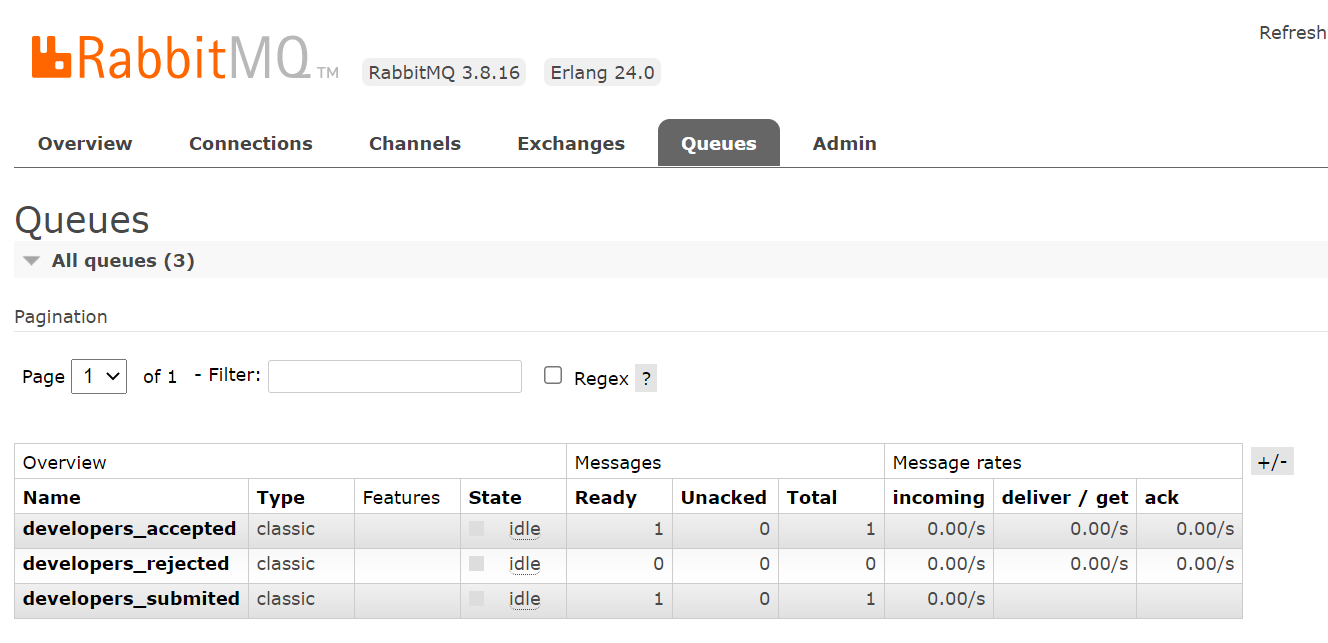 Refresh
RabbitMQ TM RabbitMQ 3.8.16 Erlang 24.0
Overview Connections Channels Exchanges Queues Admin
Queues
All queues (3)
Pagination
Page 1 of 1 - Filter: Regex ?
Overview Messages Message rates +/-
Name Type Features State Ready Unacked Total incoming deliver / get ack
developers_accepted classic idle 1 0 1 0.00/s 0.00/s 0.00/s
developers_rejected classic idle 0 0 0 0.00/s 0.00/s 0.00/s
developers_submited classic idle 1 0 1 0.00/s